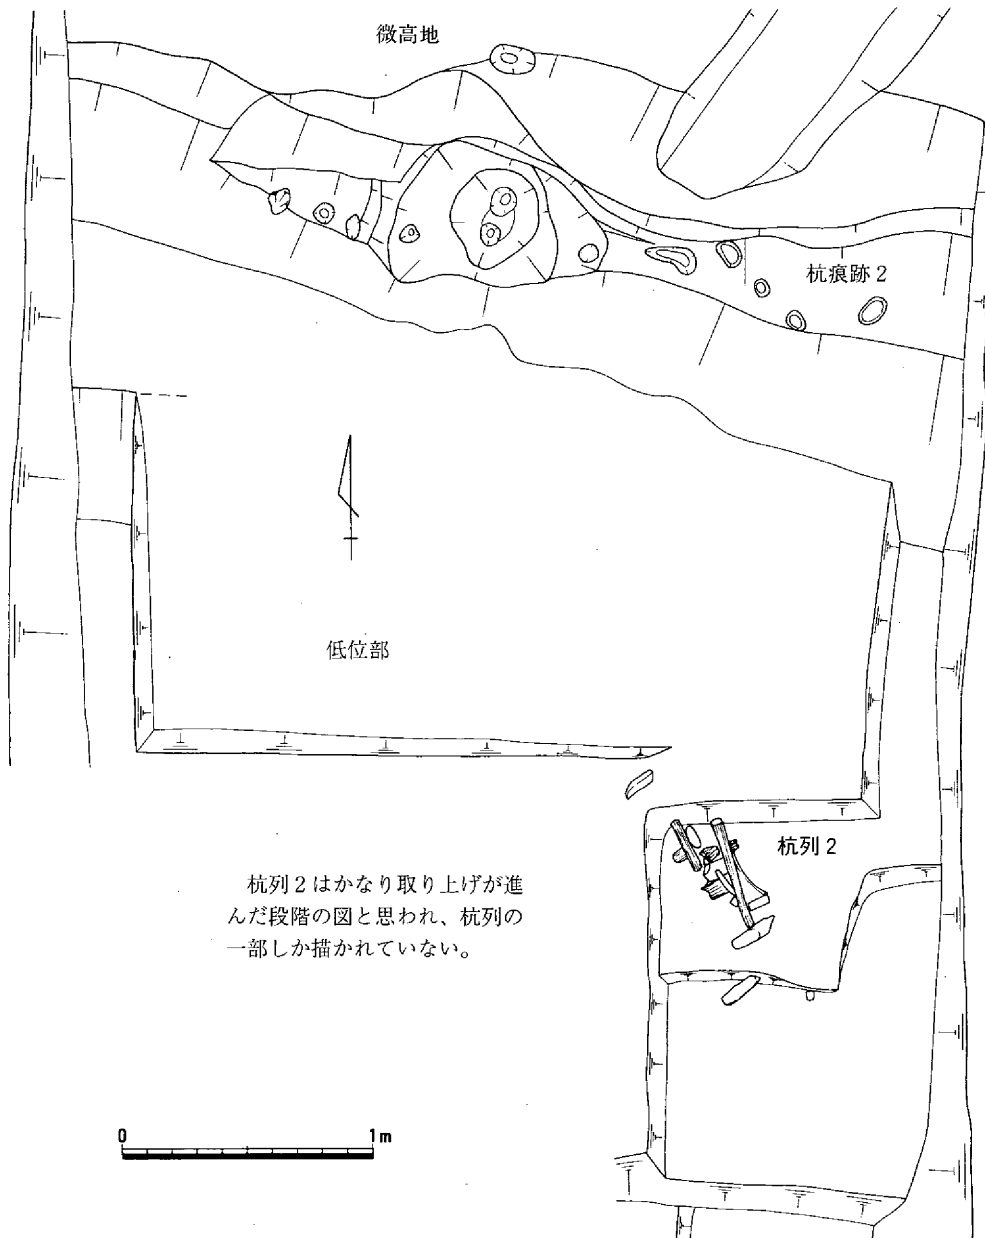 微高地
杭痕跡2
低位部
杭列2
杭列2はかなり取り上げが進
んだ段階の図と思われ、杭列の
一部しか描かれていない。
0 1m